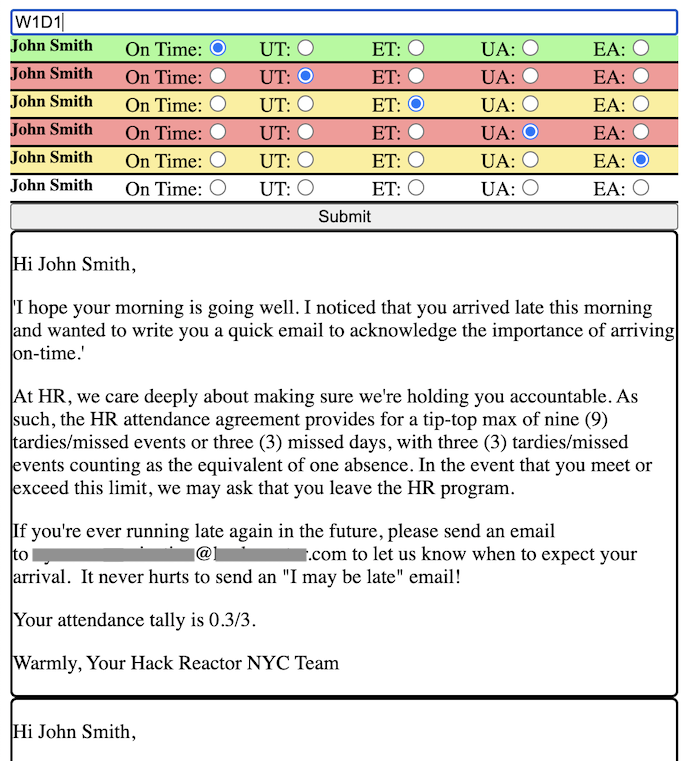 W1D1
John Smith On Time: UT: ET: UA: EA:
John Smith On Time: UT: ET: UA: EA:
John Smith On Time: UT: ET: UA: EA:
John Smith On Time: UT: ET: UA: EA:
John Smith On Time: UT: ET: UA: EA:
John Smith On Time: UT: ET: UA: EA:
Submit
Hi John Smith,
'I hope your morning is going well. I noticed that you arrived late this morning
and wanted to write you a quick email to acknowledge the importance of arriving
on-time.'
At HR, we care deeply about making sure we're holding you accountable. As
such, the HR attendance agreement provides for a tip-top max of nine (9)
tardies/missed events or three (3) missed days, with three (3) tardies/missed
events counting as the equivalent of one absence. In the event that you meet or
exceed this limit, we may ask that you leave the HR program.
If you're ever running late again in the future, please send an email
to @ .com to let us know when to expect your
arrival.  It never hurts to send an "I may be late" email!
Your attendance tally is 0.3/3.
Warmly, Your Hack Reactor NYC Team
Hi John Smith,